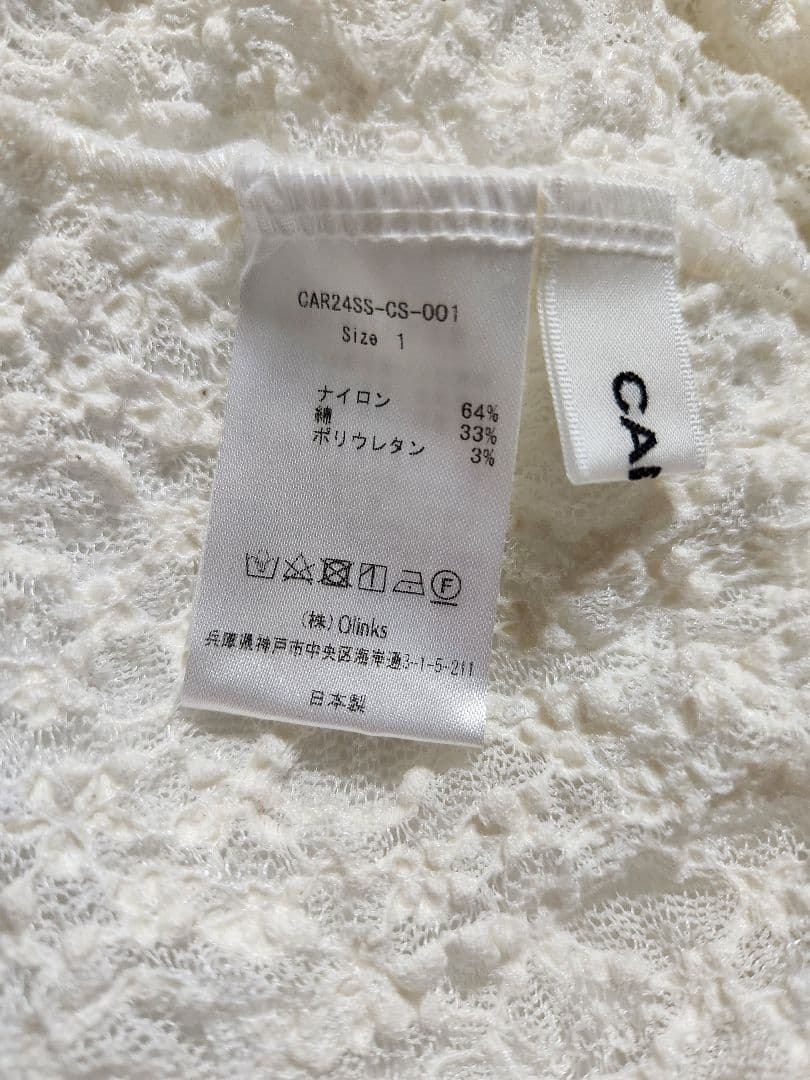 CAR24SS-CS-001
Size 1
ナイロン 64%
綿 33%
ポリウレタン 3%
F
(株)Olinks
兵庫県神戸市中央区海岸通3-1-5-211
日本製
CA